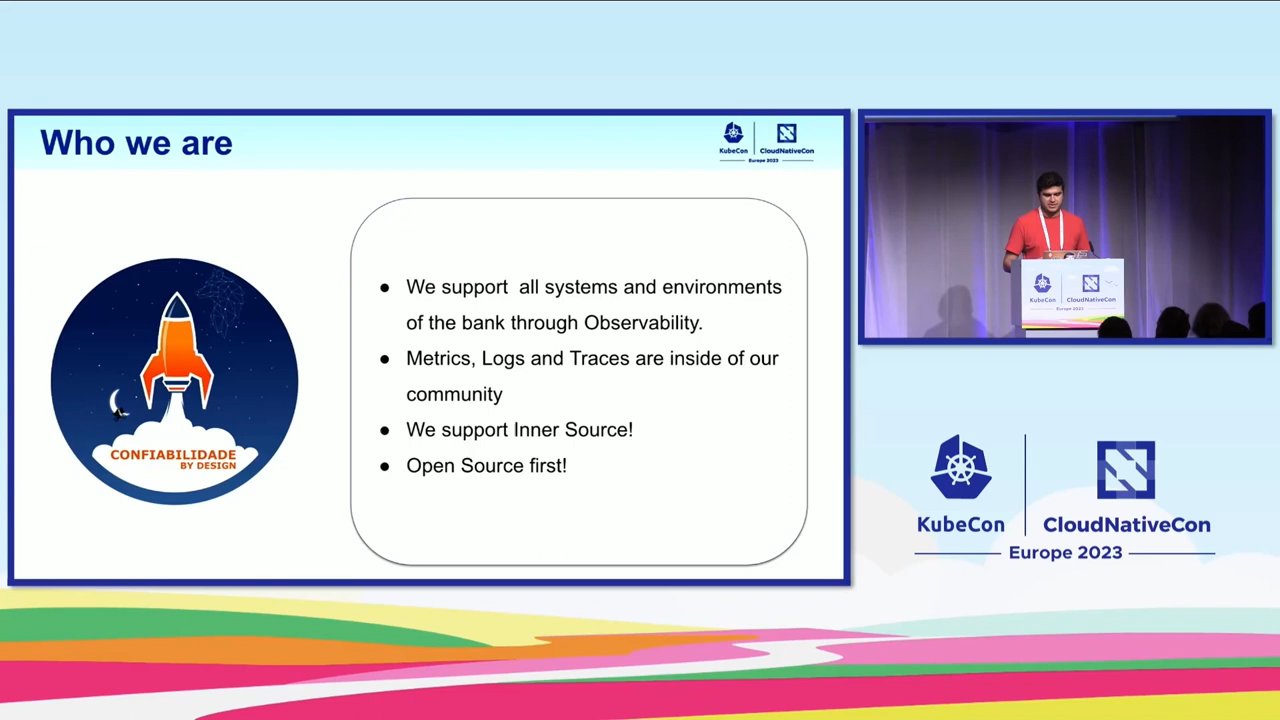 Who we are
KubeCon
CloudNativeCon
Europe 2023
We support all systems and environments
of the bank through Observability.
Metrics, Logs and Traces are inside of our
community
We support Inner Source!
Open Source first!
CONFIABILIDADE
BY DESIGN
KubeCon
CloudNativeCon
Europe 2023
KubeCon
CloudNativeCon
Europe 2023